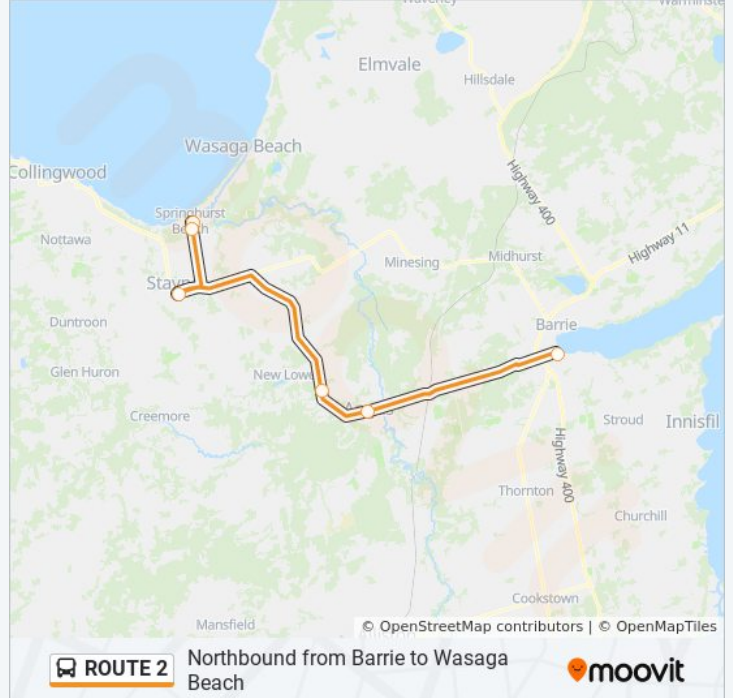 Waverley
Elmvale
Hillsdale
Wasaga Beach
Collingwood
Highway 400
Springhurst
Beach
Nottawa
Highway 11
Minesing
Midhurst
Duntroon
Barrie
Glen Huron
New Lowell
Creemore
Stroud
Innisfil
Highway 400
Thornton
Churchill
Cookstown
Mansfield
© OpenStreetMap contributors | © OpenMapTiles
ROUTE 2
Northbound from Barrie to Wasaga
Beach
moovit